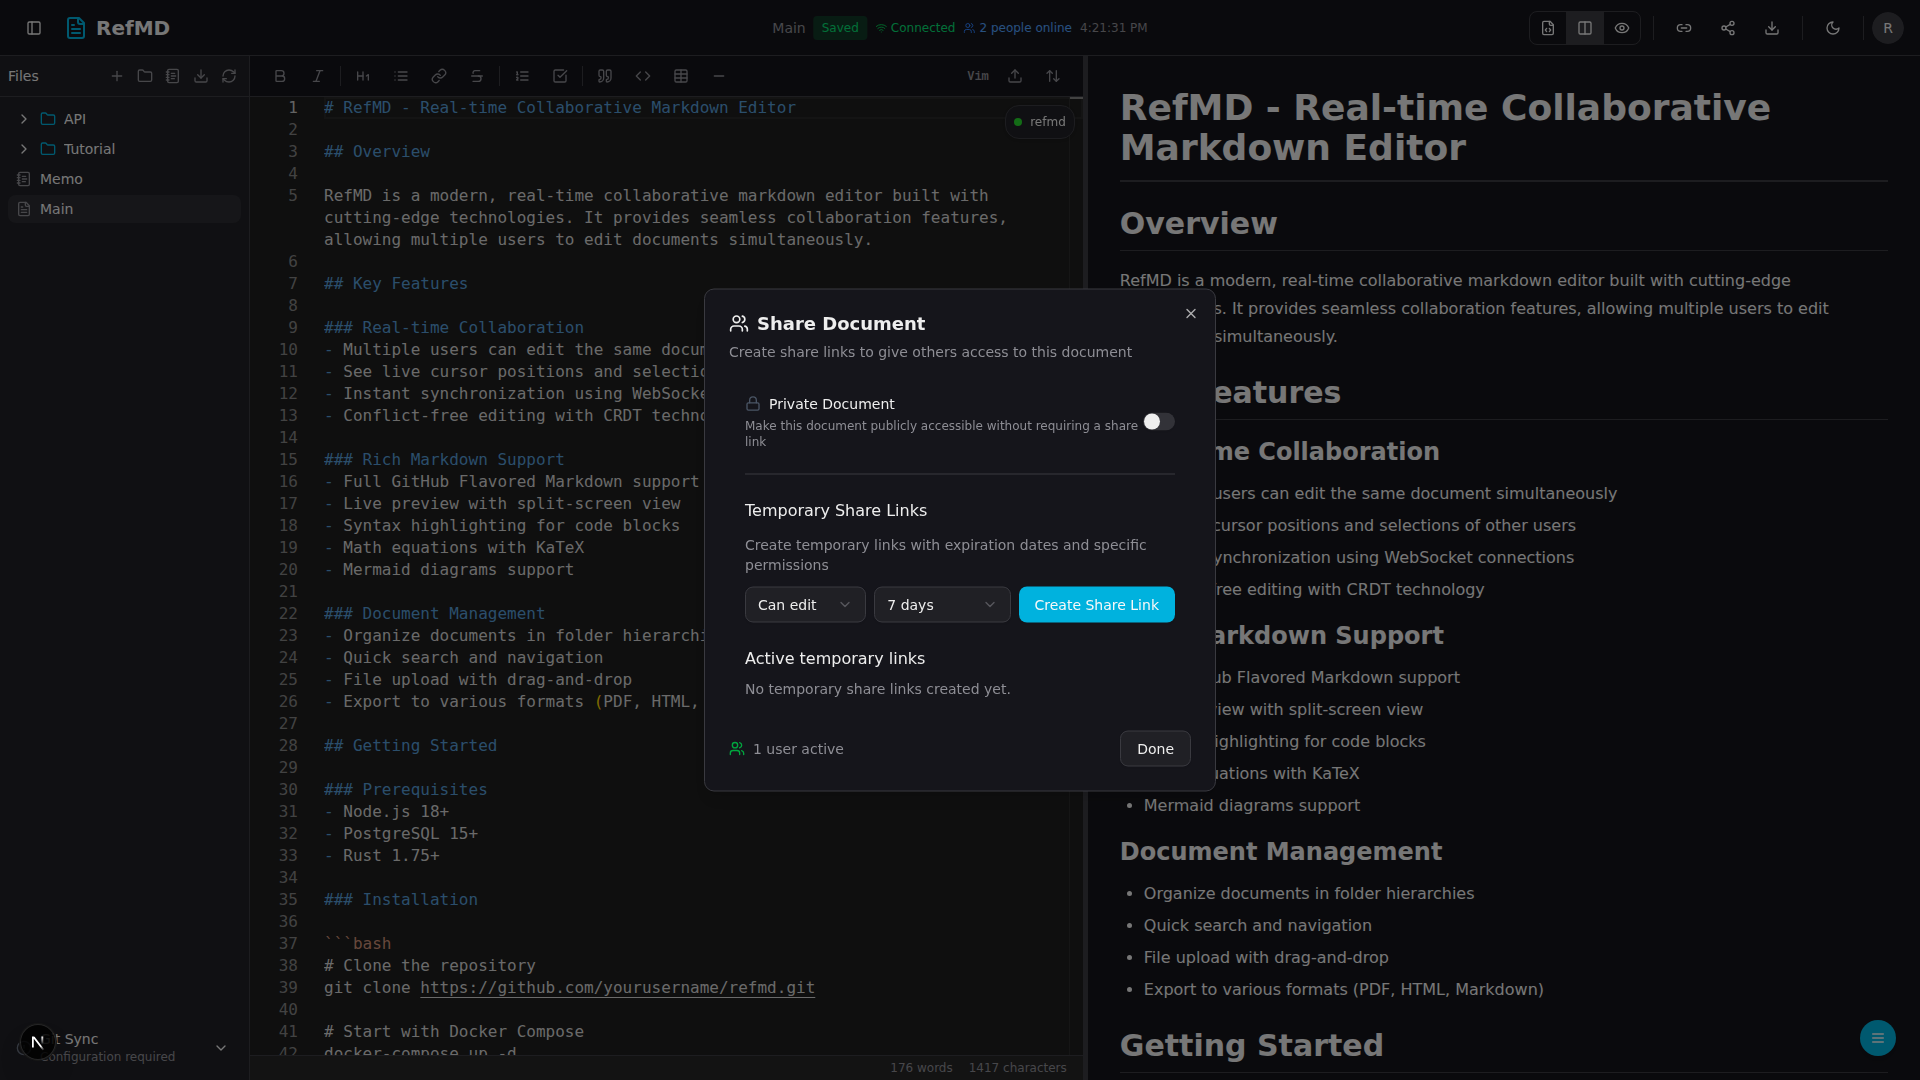 RefMD
Main Saved Connected 2 people online 4:21:31 PM
R
Files
API
Tutorial
Memo
Main
Git Sync
Configuration required
H1
Vim
refmd
1 # RefMD - Real-time Collaborative Markdown Editor
2
3 ## Overview
4
5 RefMD is a modern, real-time collaborative markdown editor built with
cutting-edge technologies. It provides seamless collaboration features,
allowing multiple users to edit documents simultaneously.
6
7 ## Key Features
8
9 ### Real-time Collaboration
10 - Multiple users can edit the same docum
11 - See live cursor positions and selectio
12 - Instant synchronization using WebSocke
13 - Conflict-free editing with CRDT techno
14
15 ### Rich Markdown Support
16 - Full GitHub Flavored Markdown support
17 - Live preview with split-screen view
18 - Syntax highlighting for code blocks
19 - Math equations with KaTeX
20 - Mermaid diagrams support
21
22 ### Document Management
23 - Organize documents in folder hierarchi
24 - Quick search and navigation
25 - File upload with drag-and-drop
26 - Export to various formats (PDF, HTML,
27
28 ## Getting Started
29
30 ### Prerequisites
31 - Node.js 18+
32 - PostgreSQL 15+
33 - Rust 1.75+
34
35 ### Installation
36
37 ```bash
38 # Clone the repository
39 git clone https://github.com/yourusername/refmd.git
40
41 # Start with Docker Compose
42 docker-compose up -d
176 words 1417 characters
Share Document
Create share links to give others access to this document
Private Document
Make this document publicly accessible without requiring a share
link
Temporary Share Links
Create temporary links with expiration dates and specific
permissions
Can edit 7 days Create Share Link
Active temporary links
No temporary share links created yet.
1 user active Done
RefMD - Real-time Collaborative
Markdown Editor
Overview
RefMD is a modern, real-time collaborative markdown editor built with cutting-edge
s. It provides seamless collaboration features, allowing multiple users to edit
simultaneously.
eatures
me Collaboration
users can edit the same document simultaneously
cursor positions and selections of other users
ynchronization using WebSocket connections
ree editing with CRDT technology
arkdown Support
ub Flavored Markdown support
iew with split-screen view
ighlighting for code blocks
uations with KaTeX
• Mermaid diagrams support
Document Management
• Organize documents in folder hierarchies
• Quick search and navigation
• File upload with drag-and-drop
• Export to various formats (PDF, HTML, Markdown)
Getting Started